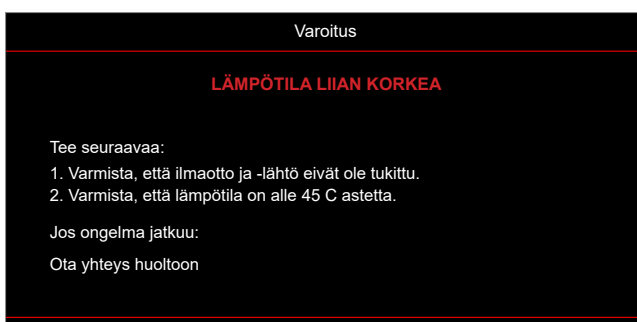 Varoitus
LÄMPÖTILA LIIAN KORKEA
Tee seuraavaa:
1. Varmista, että ilmaotto ja -lähtö eivät ole tukittu.
2. Varmista, että lämpötila on alle 45 C astetta.
Jos ongelma jatkuu:
Ota yhteys huoltoon